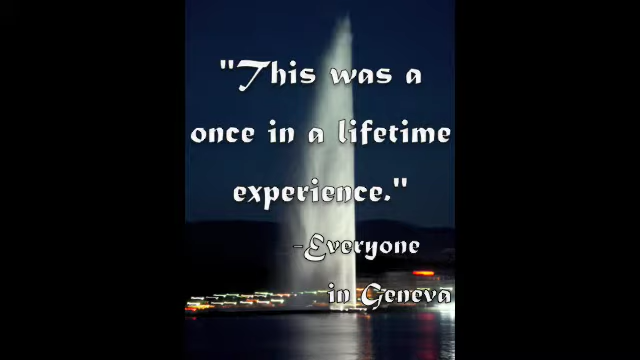 "This was a
once in a lifetime
experience."
-Everyone
in Geneva